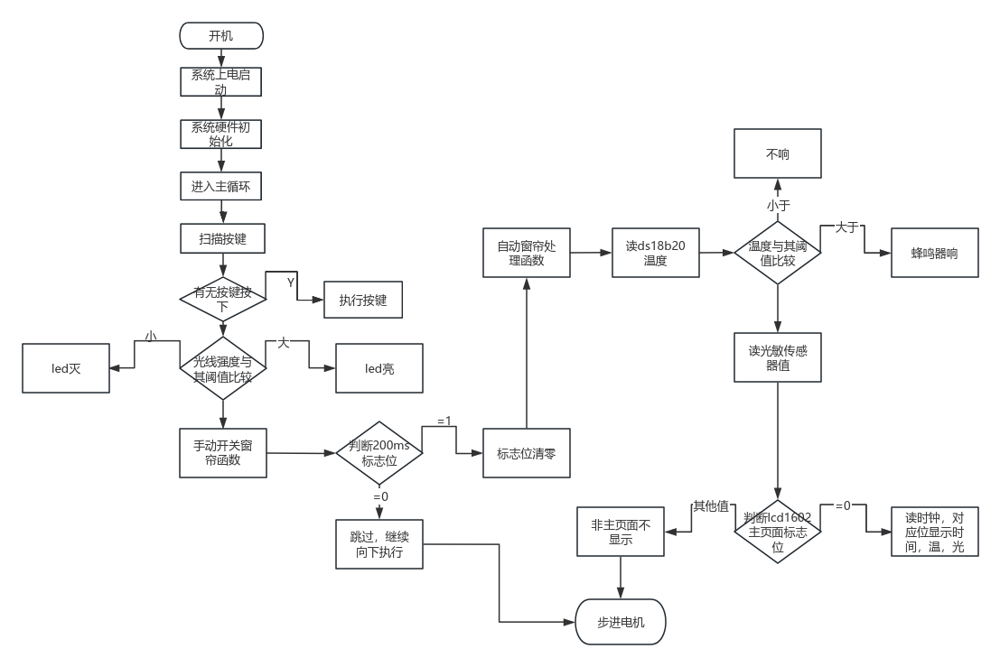 开机
系统上电启
动
系统硬件初
始化
进入主循环
扫描按键
有无按键按
下
Y
执行按键
小
大
led灭
光线强度与
其阈值比较
led亮
手动开关窗
帘函数
判断200ms
标志位
=1
=0
标志位清零
跳过，继续
向下执行
自动窗帘处
理函数
读ds18b20
温度
温度与其阈
值比较
小于
不响
大于
蜂鸣器响
读光敏传感
器值
判断lcd1602
主页面标志
位
其他值
=0
非主页面不
显示
读时钟，对
应位显示时
间，温，光
步进电机